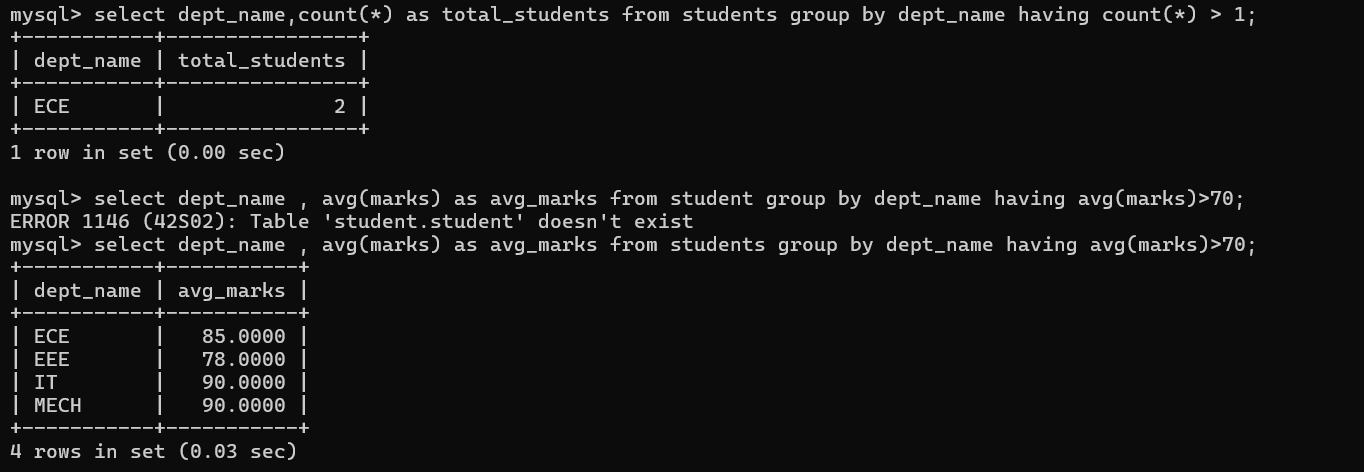 mysql> select dept_name,count(*) as total_students from students group by dept_name having count(*) > 1;
+-----------+----------------+
| dept_name | total_students |
+-----------+----------------+
| ECE       |              2 |
+-----------+----------------+
1 row in set (0.00 sec)

mysql> select dept_name , avg(marks) as avg_marks from student group by dept_name having avg(marks)>70;
ERROR 1146 (42S02): Table 'student.student' doesn't exist
mysql> select dept_name , avg(marks) as avg_marks from students group by dept_name having avg(marks)>70;
+-----------+-----------+
| dept_name | avg_marks |
+-----------+-----------+
| ECE       |   85.0000 |
| EEE       |   78.0000 |
| IT        |   90.0000 |
| MECH      |   90.0000 |
+-----------+-----------+
4 rows in set (0.03 sec)